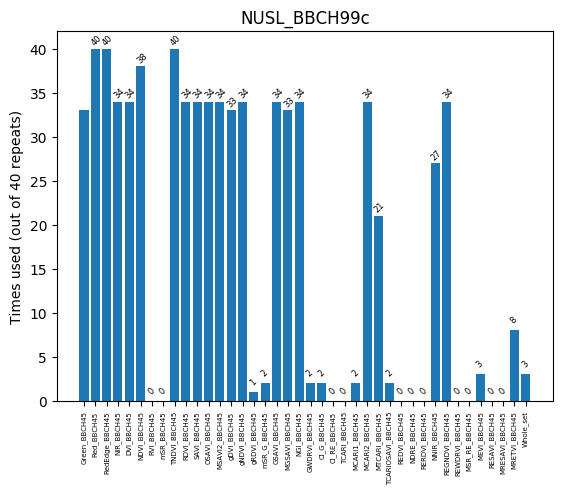 NUSL_BBCH99c
Times used (out of 40 repeats)
40
35
30
25
20
15
10
5
0
40
40
34
34
38
0
0
40
34
34
34
34
33
34
1
2
34
33
34
2
2
0
0
2
34
21
2
0
0
0
27
34
0
0
3
0
0
8
3
Green_BBCH45
Red_BBCH45
RedEdge_BBCH45
NIR_BBCH45
DVI_BBCH45
NDVI_BBCH45
RVI_BBCH45
mSR_BBCH45
TNDVI_BBCH45
RDVI_BBCH45
SAVI_BBCH45
OSAVI_BBCH45
MSAVI2_BBCH45
gDVI_BBCH45
gNDVI_BBCH45
gRDVI_BBCH45
mSR_G_BBCH45
GSAVI_BBCH45
MGSAVI_BBCH45
NGI_BBCH45
GWDRVI_BBCH45
CI_G_BBCH45
CI_RE_BBCH45
TCARI_BBCH45
MCARI1_BBCH45
MCARI2_BBCH45
MTCARI_BBCH45
TCARIOSAVI_BBCH45
REDVI_BBCH45
NDRE_BBCH45
RERDVI_BBCH45
NNIR_BBCH45
REGNDVI_BBCH45
REWDRVI_BBCH45
MSR_RE_BBCH45
MEVI_BBCH45
RESAVI_BBCH45
MRESAVI_BBCH45
MRETVI_BBCH45
Whole_set